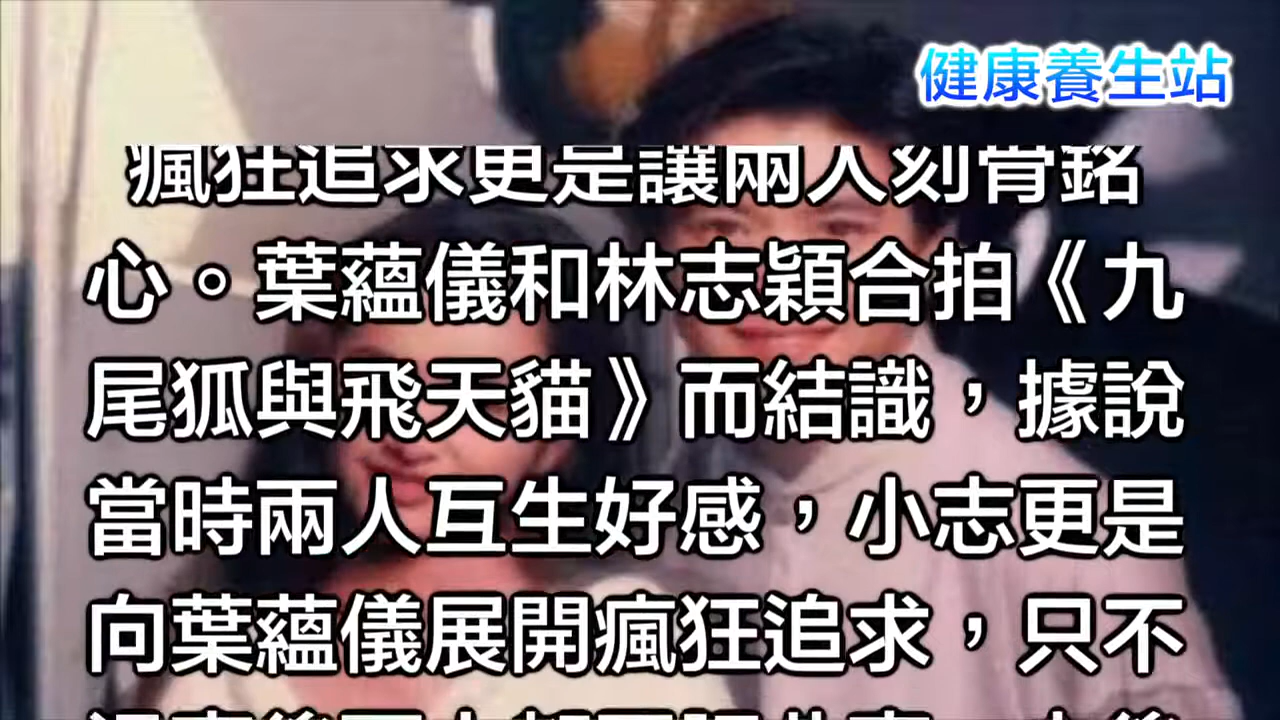 健康養生站
瘋狂追求更是讓兩人刻骨銘
心。葉蘊儀和林志穎合拍《九
尾狐與飛天貓》而結識，據說
當時兩人互生好感，小志更是
向葉蘊儀展開瘋狂追求，只不